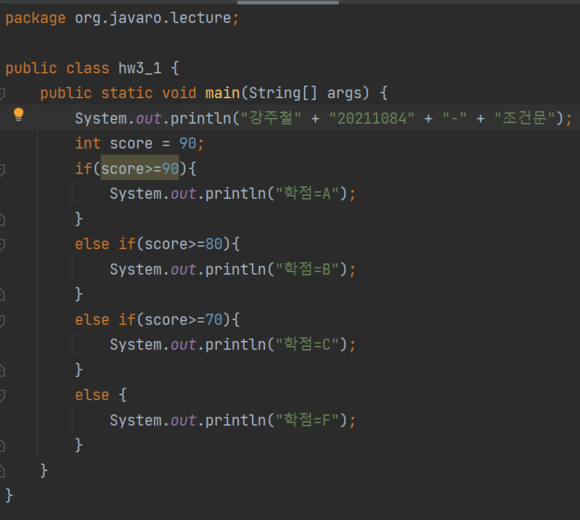 package org.javaro.lecture;
public class hw3_1 {
public static void main(String[] args) {
System.out.println("강주철" + "20211084" + "-" + "조건문");
int score = 90;
if(score>=90){
System.out.println("학점=A");
}
else if(score>=80){
System.out.println("학점=B");
}
else if(score>=70){
System.out.println("학점=C");
}
else {
System.out.println("학점=F");
}
}
}